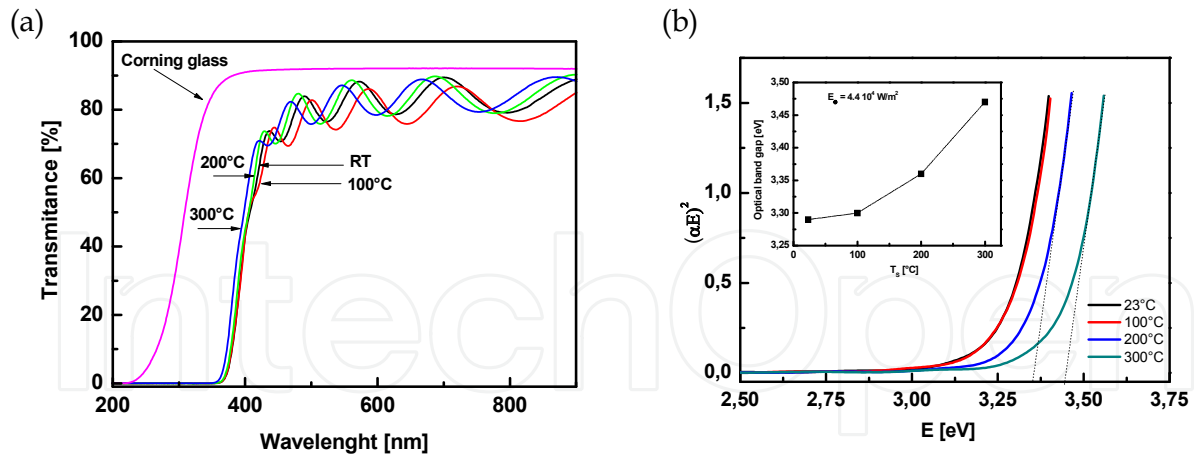 (a)
Transmitance [%]
100
80
60
40
20
0
Corning glass
200°C
RT
100°C
300°C
200
400
600
800
Wavelenght [nm]
(b)
(αE)²
1,5
1,0
0,5
0,0
Optical band gap [eV]
3,50
3,45
3,40
3,35
3,30
3,25
E● = 4.4 10⁴ W/m²
0
100
200
300
T_S [°C]
23°C
100°C
200°C
300°C
2,50
2,75
3,00
3,25
3,50
3,75
E [eV]
IntechOpen